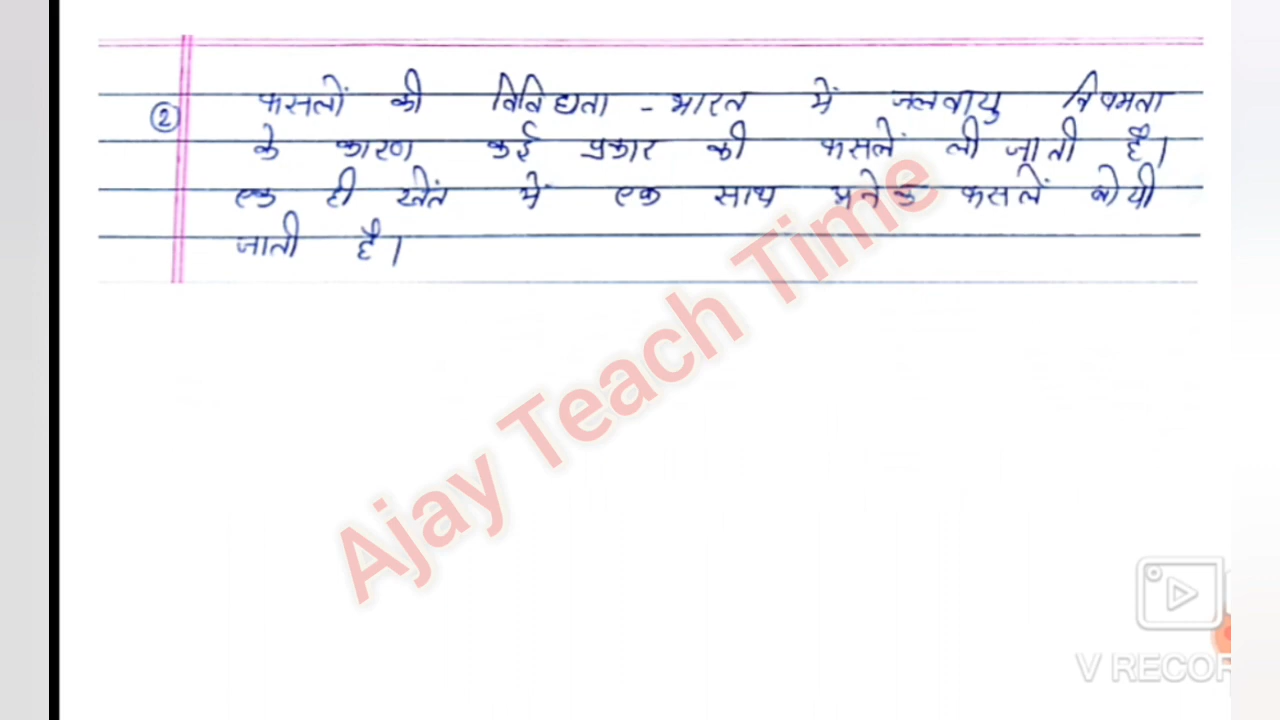 ② फसलों की विविधता - भारत में जलवायु विषमता
के कारण कई प्रकार की फसलें ली जाती है।
एक ही खेत में एक साथ अनेक फसलें बोयी
जाती है।
Ajay Teach Time
V RECOR